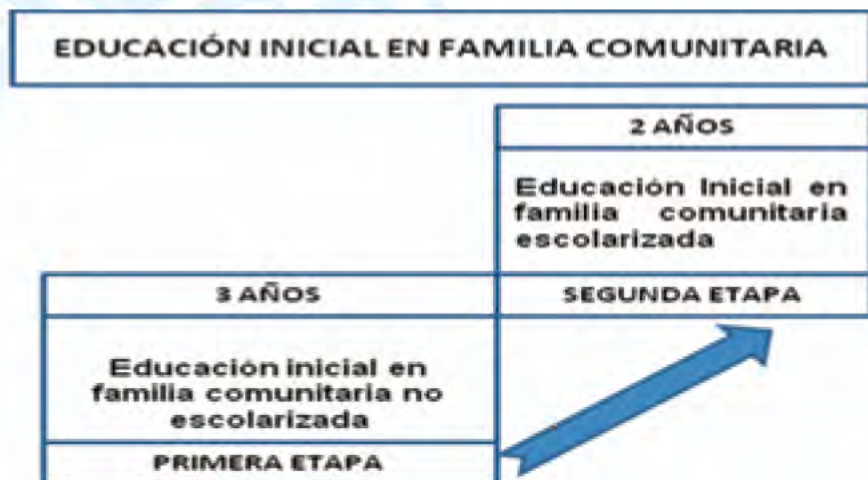 EDUCACIÓN INICIAL EN FAMILIA COMUNITARIA
2 AÑOS
Educación Inicial en
familia comunitaria
escolarizada
3 AÑOS
SEGUNDA ETAPA
Educación inicial en
familia comunitaria no
escolarizada
PRIMERA ETAPA